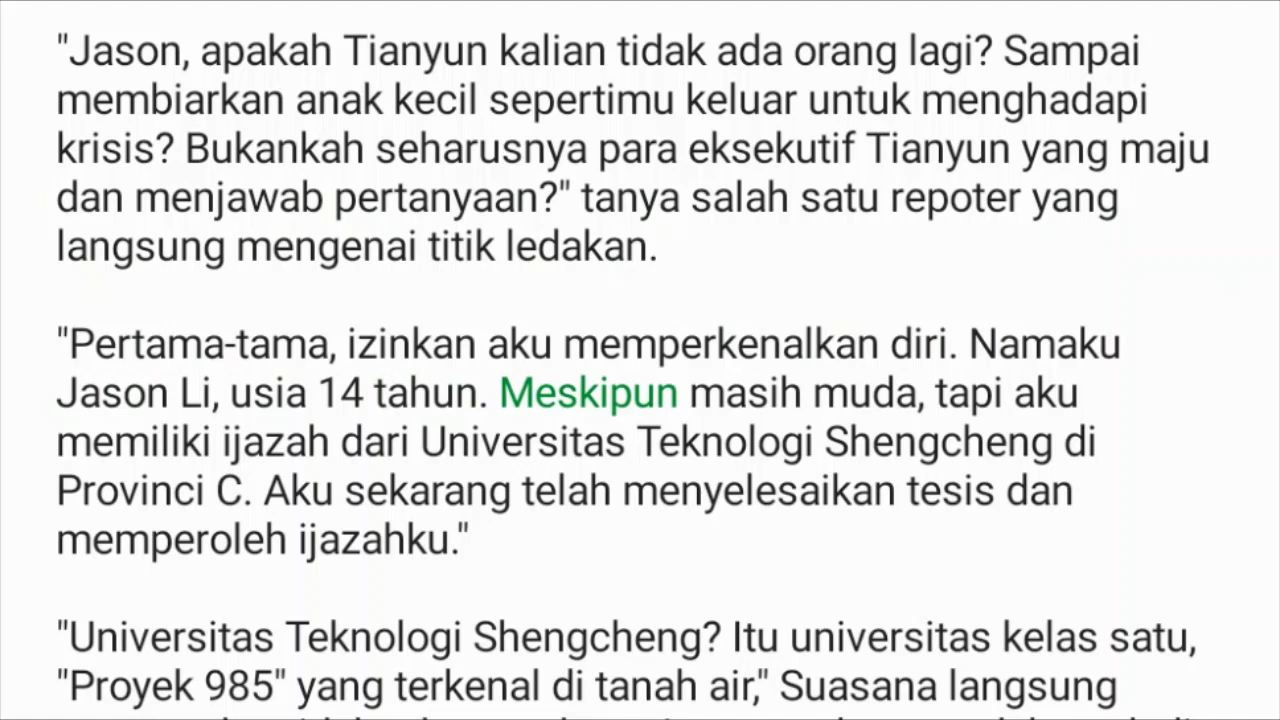 "Jason, apakah Tianyun kalian tidak ada orang lagi? Sampai
membiarkan anak kecil sepertimu keluar untuk menghadapi
krisis? Bukankah seharusnya para eksekutif Tianyun yang maju
dan menjawab pertanyaan?" tanya salah satu repoter yang
langsung mengenai titik ledakan.
"Pertama-tama, izinkan aku memperkenalkan diri. Namaku
Jason Li, usia 14 tahun. Meskipun masih muda, tapi aku
memiliki ijazah dari Universitas Teknologi Shengcheng di
Provinci C. Aku sekarang telah menyelesaikan tesis dan
memperoleh ijazahku."
"Universitas Teknologi Shengcheng? Itu universitas kelas satu,
"Proyek 985" yang terkenal di tanah air," Suasana langsung